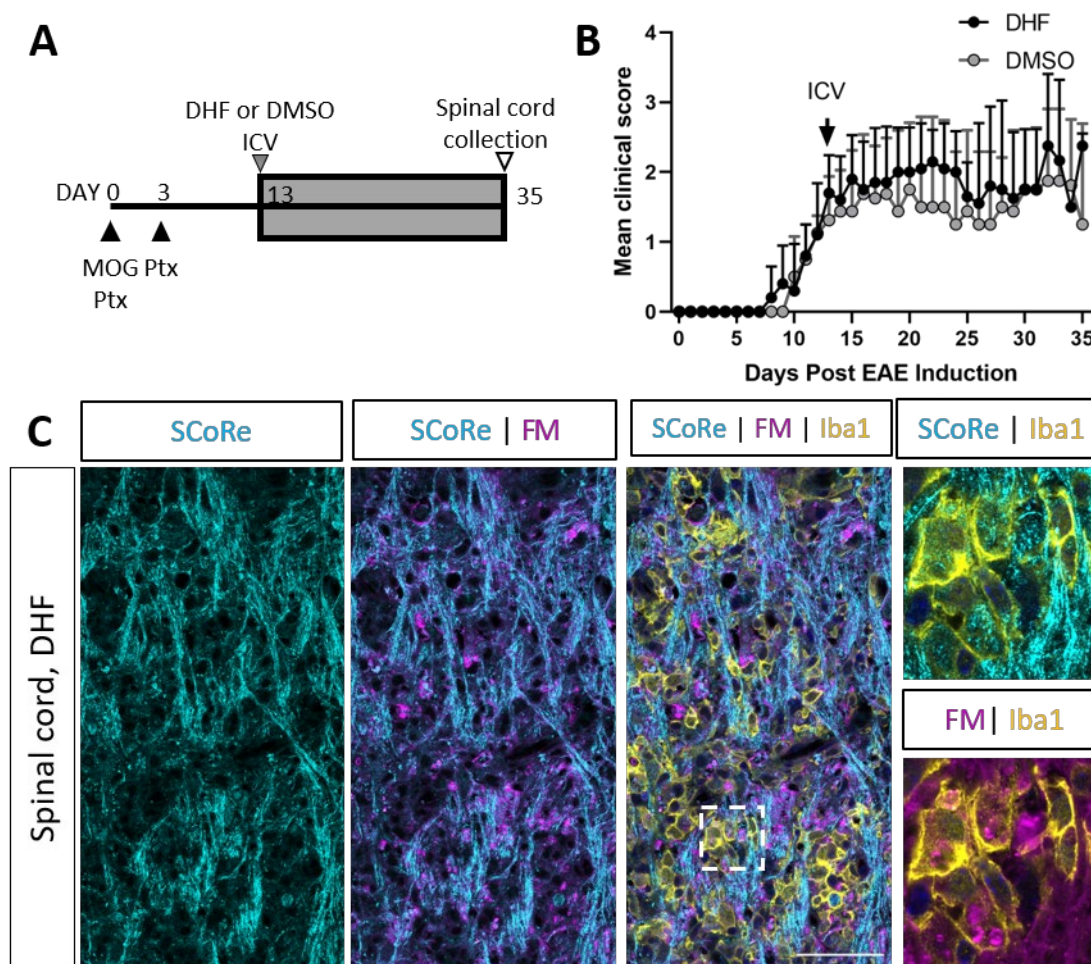 A
DHF or DMSO
ICV
Spinal cord
collection
DAY 0 3 13 35
MOG Ptx
Ptx
B
DHF
DMSO
ICV
Mean clinical score
4
3
2
1
0
0 5 10 15 20 25 30 35
Days Post EAE Induction
C
SCoRe
SCoRe | FM
SCoRe | FM | Iba1
SCoRe | Iba1
Spinal cord, DHF
FM | Iba1